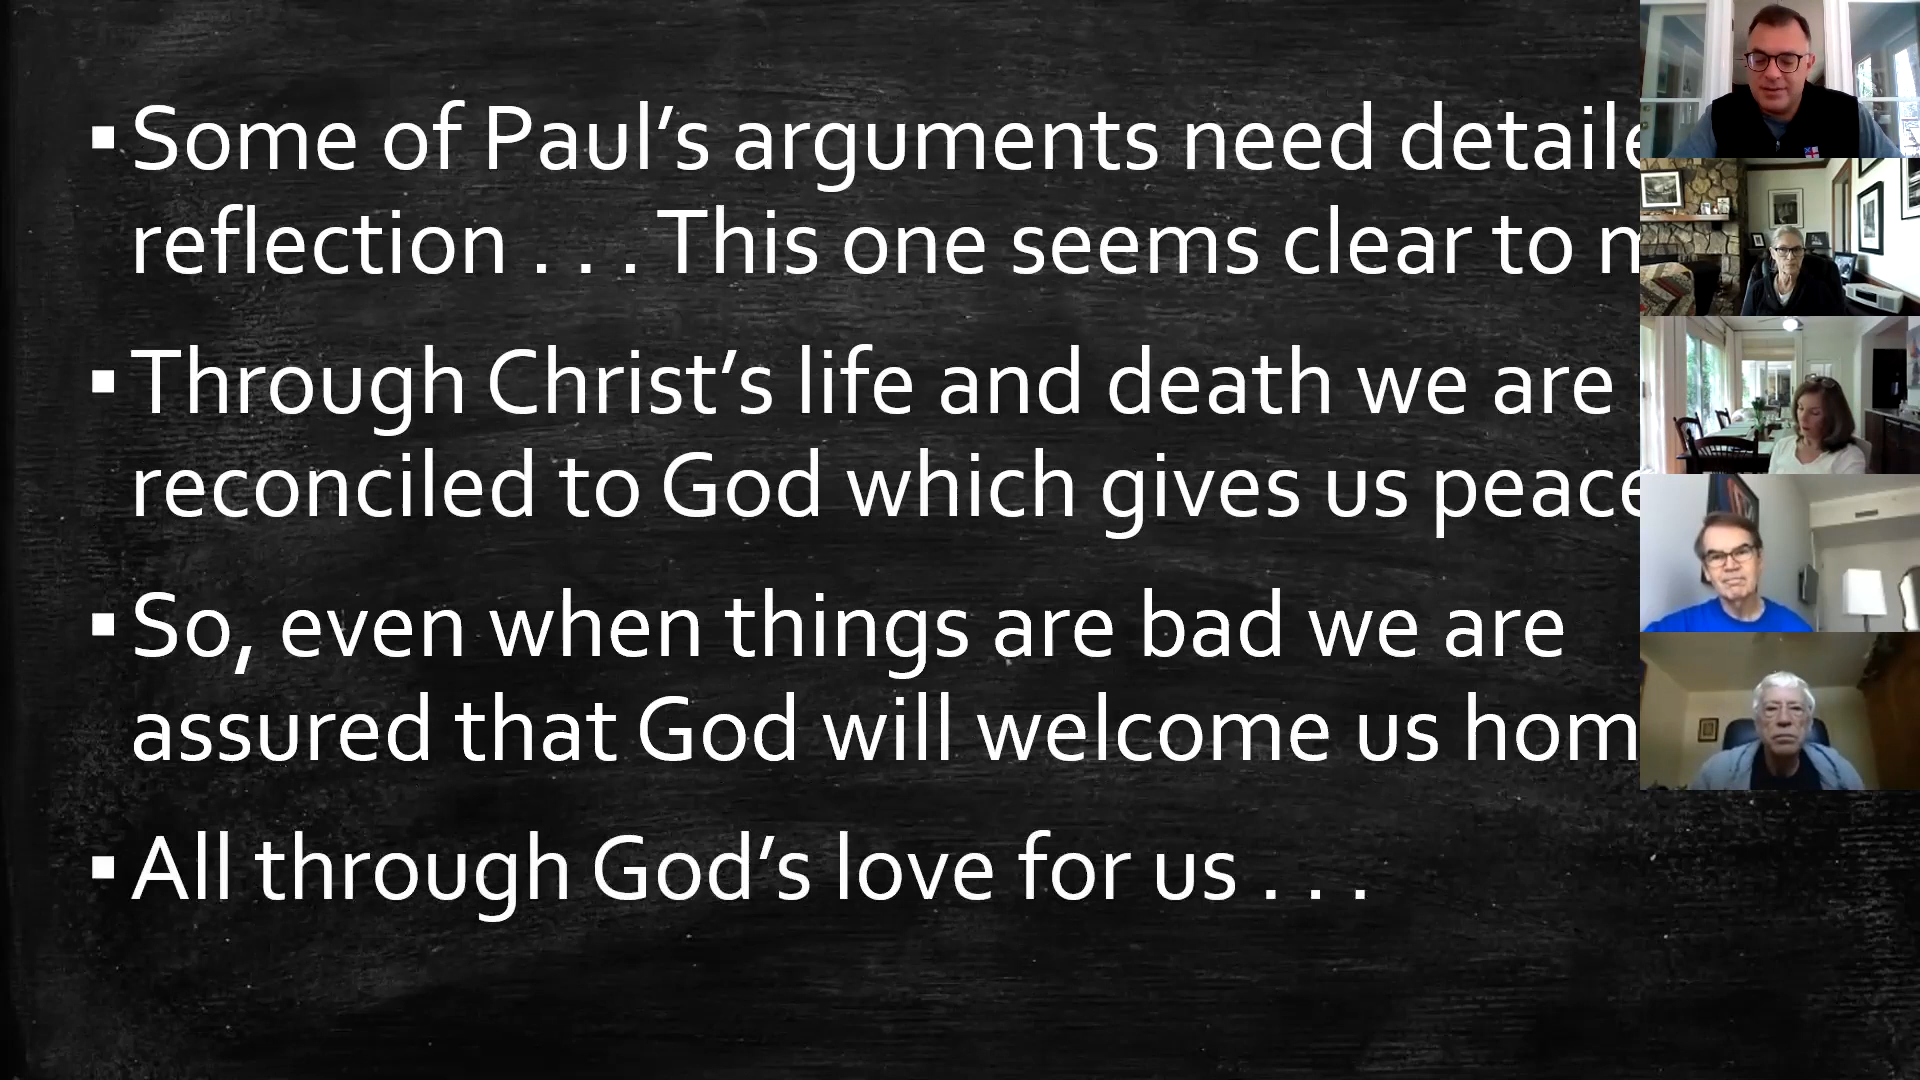 ▪ Some of Paul’s arguments need detaile
reflection . . . This one seems clear to
▪ Through Christ’s life and death we are
reconciled to God which gives us peace
▪ So, even when things are bad we are
assured that God will welcome us hom
▪ All through God’s love for us . . .